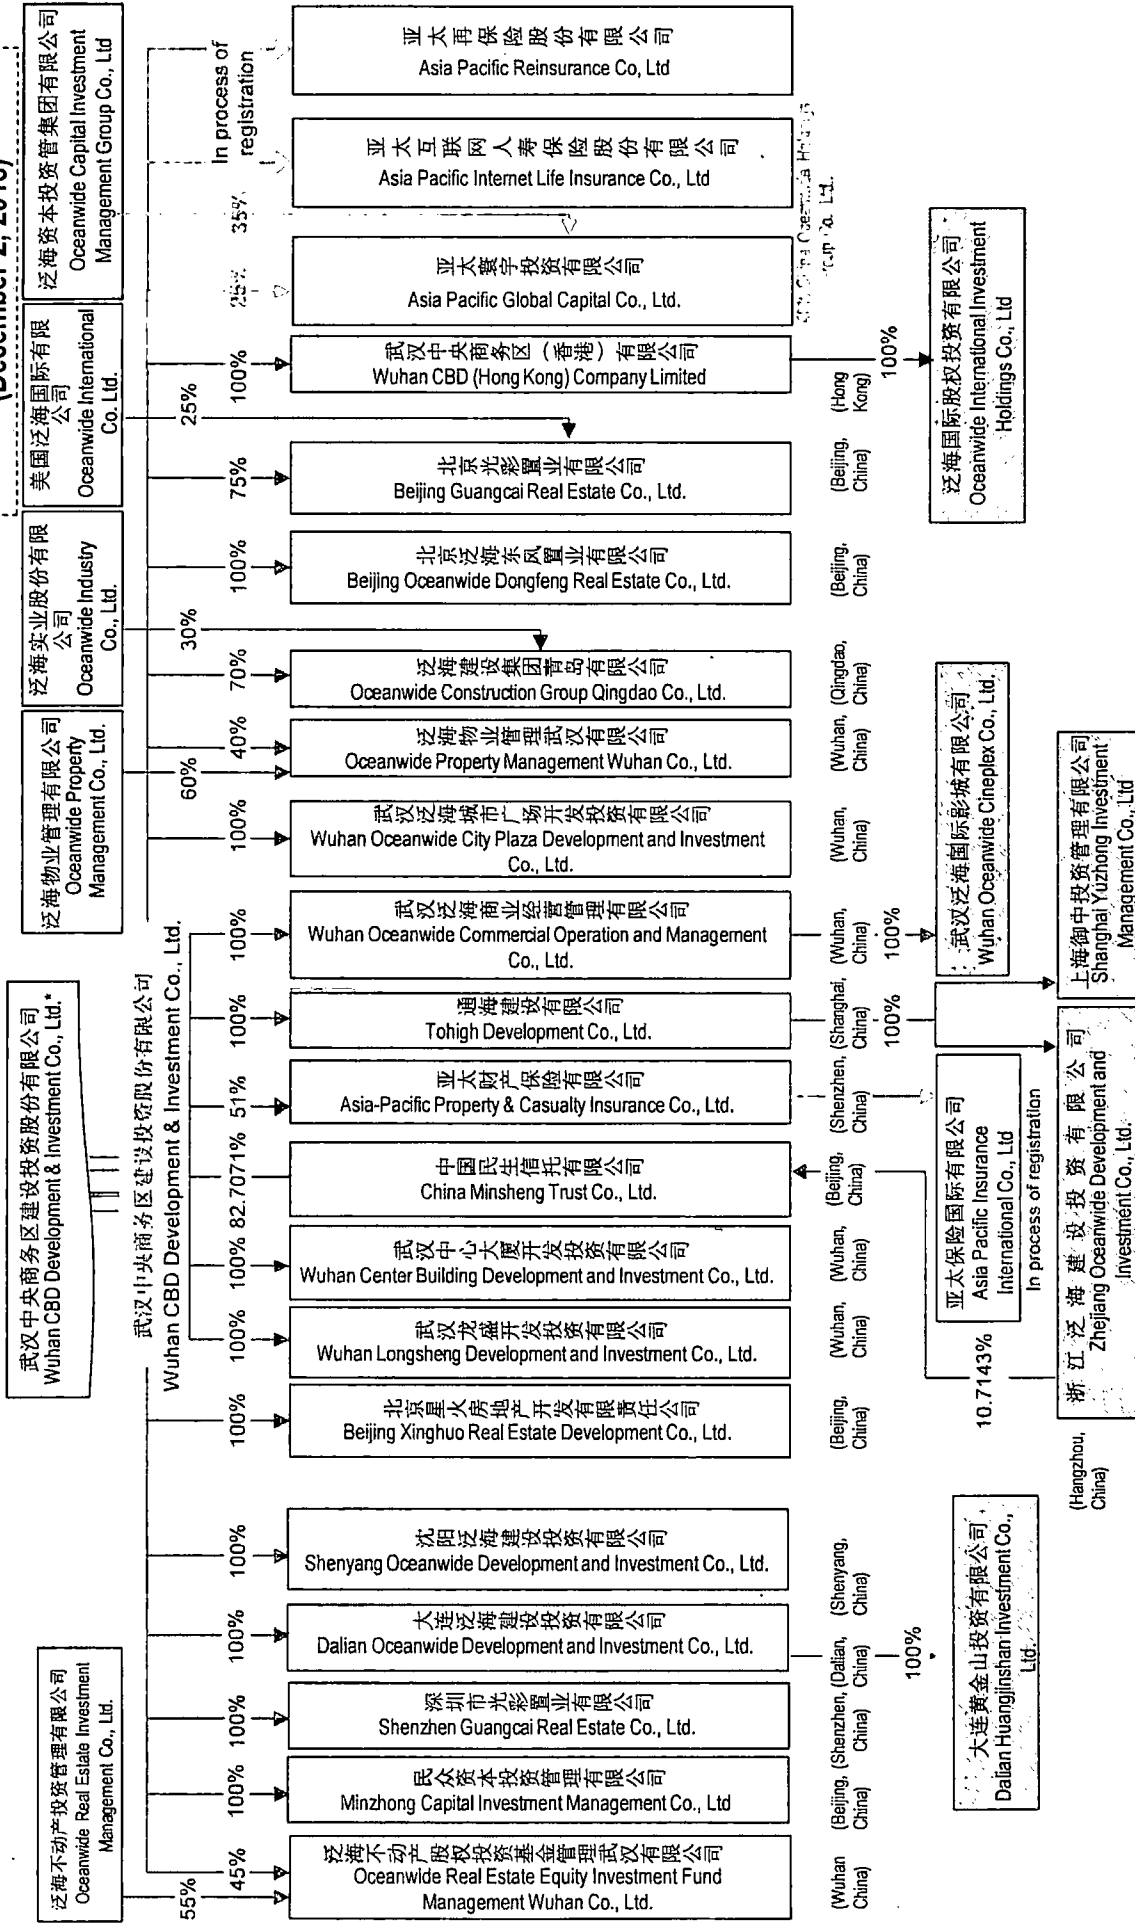 (December 2, 2016)
武汉中央商务区建设投资股份有限公司
Wuhan CBD Development & Investment Co., Ltd.*
泛海不动产投资管理有限公司
Oceanwide Real Estate Investment
Management Co., Ltd.
泛海物业管理有限公司
Oceanwide Property
Management Co., Ltd.
泛海实业股份有限
公司
Oceanwide Industry
Co., Ltd.
美国泛海国际有限
公司
Oceanwide International
Co. Ltd.
泛海资本投资管集团有限公司
Oceanwide Capital Investment
Management Group Co., Ltd
武汉中央商务区建设投资股份有限公司
Wuhan CBD Development & Investment Co., Ltd.
55%
45%
100%
100%
100%
100%
100%
100%
100%
82.7071%
51%
100%
100%
100%
60%
40%
70%
30%
100%
75%
25%
100%
25%
35%
In process of
registration
泛海不动产股权投资基金管理武汉有限公司
Oceanwide Real Estate Equity Investment Fund
Management Wuhan Co., Ltd.
民众资本投资管理有限公司
Minzhong Capital Investment Management Co., Ltd
深圳市光彩置业有限公司
Shenzhen Guangcai Real Estate Co., Ltd.
大连泛海建设投资有限公司
Dalian Oceanwide Development and Investment Co., Ltd.
沈阳泛海建设投资有限公司
Shenyang Oceanwide Development and Investment Co., Ltd.
北京星火房地产开发有限责任公司
Beijing Xinghuo Real Estate Development Co., Ltd.
武汉龙盛开发投资有限公司
Wuhan Longsheng Development and Investment Co., Ltd.
武汉中心大厦开发投资有限公司
Wuhan Center Building Development and Investment Co., Ltd.
中国民生信托有限公司
China Minsheng Trust Co., Ltd.
亚太财产保险有限公司
Asia-Pacific Property & Casualty Insurance Co., Ltd.
通海建设有限公司
Tohigh Development Co., Ltd.
武汉泛海商业经营管理有限公司
Wuhan Oceanwide Commercial Operation and Management
Co., Ltd.
武汉泛海城市广场开发投资有限公司
Wuhan Oceanwide City Plaza Development and Investment
Co., Ltd.
泛海物业管理武汉有限公司
Oceanwide Property Management Wuhan Co., Ltd.
泛海建设集团青岛有限公司
Oceanwide Construction Group Qingdao Co., Ltd.
北京泛海东风置业有限公司
Beijing Oceanwide Dongfeng Real Estate Co., Ltd.
北京光彩置业有限公司
Beijing Guangcai Real Estate Co., Ltd.
武汉中央商务区（香港）有限公司
Wuhan CBD (Hong Kong) Company Limited
亚太寰宇投资有限公司
Asia Pacific Global Capital Co., Ltd.
亚太互联网人寿保险股份有限公司
Asia Pacific Internet Life Insurance Co., Ltd
亚太再保险股份有限公司
Asia Pacific Reinsurance Co, Ltd
(Wuhan
China)
(Beijing,
China)
(Shenzhen,
China)
(Dalian,
China)
(Shenyang,
China)
(Beijing,
China)
(Wuhan,
China)
(Wuhan,
China)
(Beijing,
China)
(Shenzhen,
China)
(Shanghai,
China)
(Wuhan,
China)
(Wuhan,
China)
(Wuhan,
China)
(Qingdao,
China)
(Beijing,
China)
(Beijing,
China)
(Hong
Kong)
100%
100%
100%
100%
大连黄金山投资有限公司
Dalian Huangjinshan Investment Co.,
Ltd.
10.7143%
亚太保险国际有限公司
Asia Pacific Insurance
International Co., Ltd
In process of registration
武汉泛海国际影城有限公司
Wuhan Oceanwide Cineplex Co., Ltd.
泛海国际股权投资有限公司
Oceanwide International Investment
Holdings Co., Ltd
(Hangzhou,
China)
浙江泛海建设投资有限公司
Zhejiang Oceanwide Development and
Investment Co., Ltd.
上海御中投资管理有限公司
Shanghai Yuzhong Investment
Management Co., Ltd